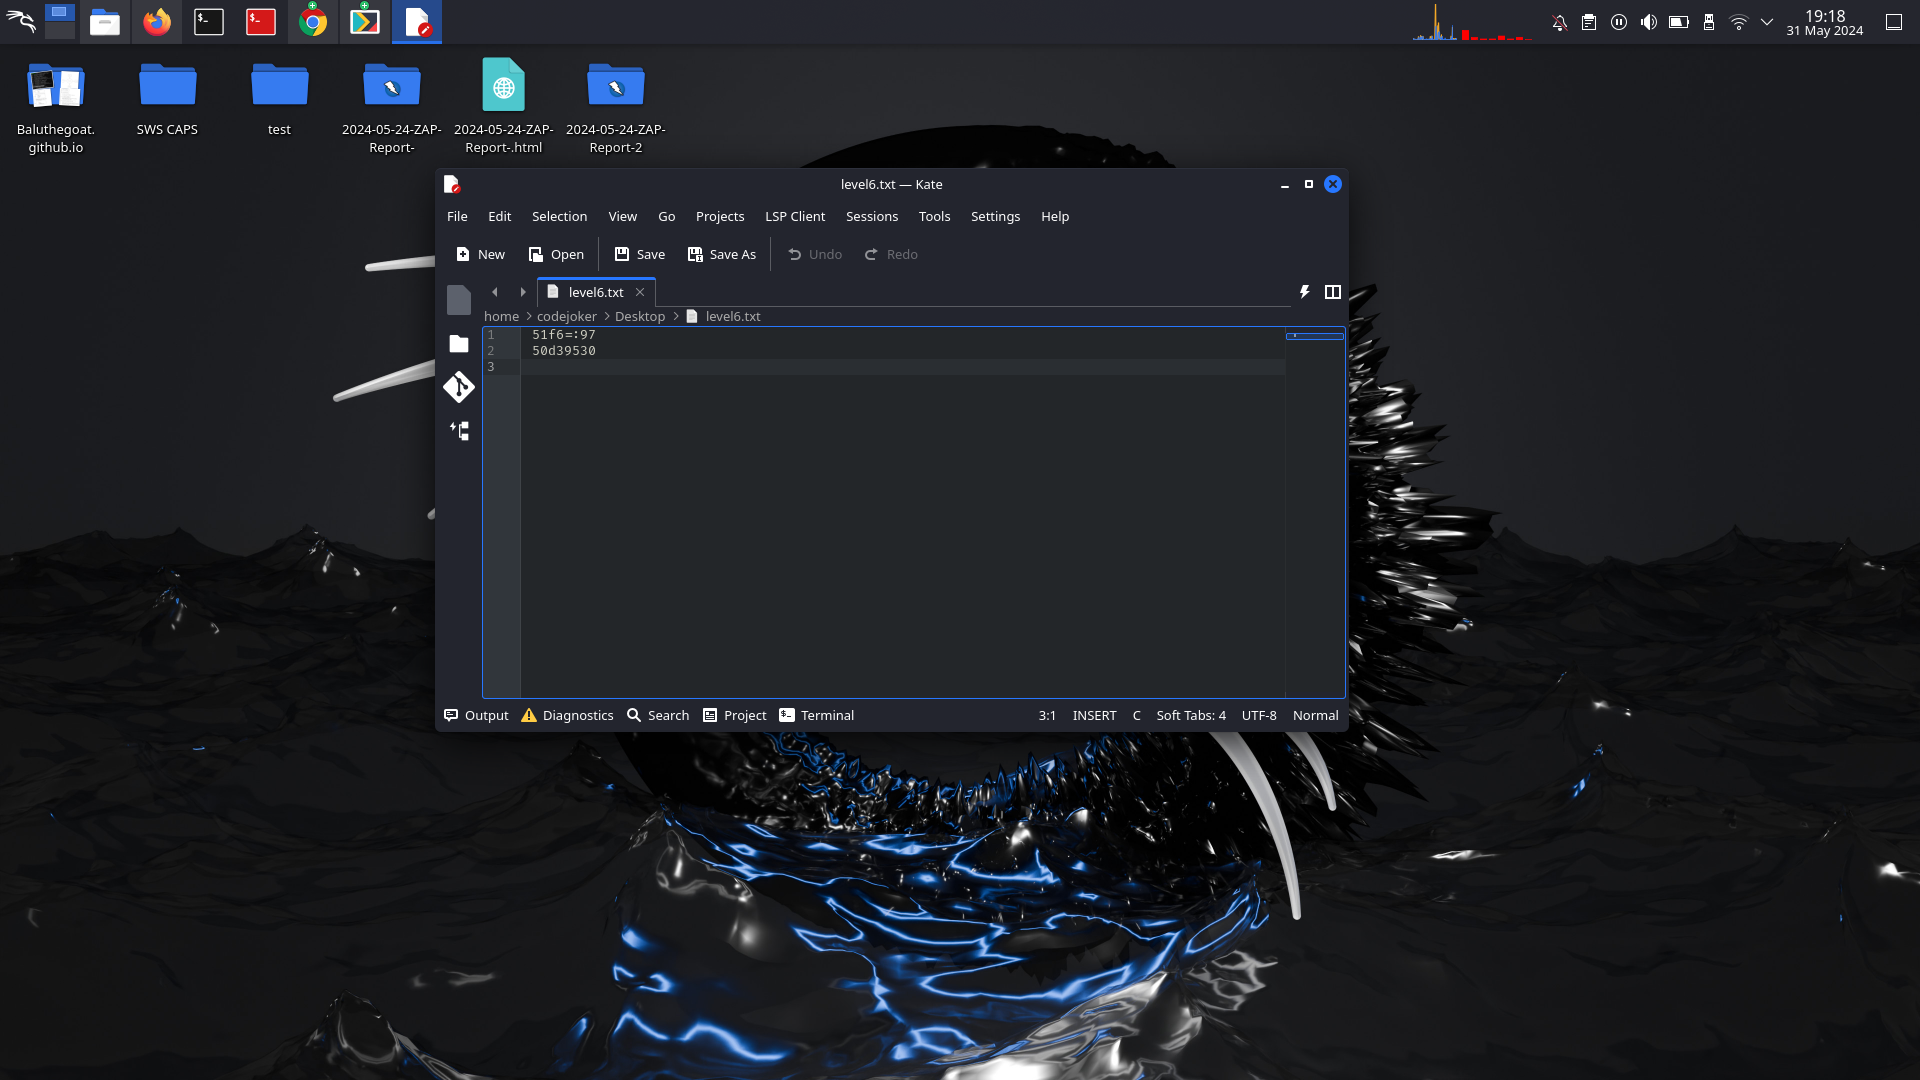 19:18
31 May 2024
Baluthegoat.
github.io
SWS CAPS
test
2024-05-24-ZAP-
Report-
2024-05-24-ZAP-
Report-.html
2024-05-24-ZAP-
Report-2
level6.txt — Kate
File Edit Selection View Go Projects LSP Client Sessions Tools Settings Help
New Open Save Save As Undo Redo
level6.txt
home > codejoker > Desktop > level6.txt
1 51f6=:97
2 50d39530
3
Output Diagnostics Search Project Terminal 3:1 INSERT C Soft Tabs: 4 UTF-8 Normal